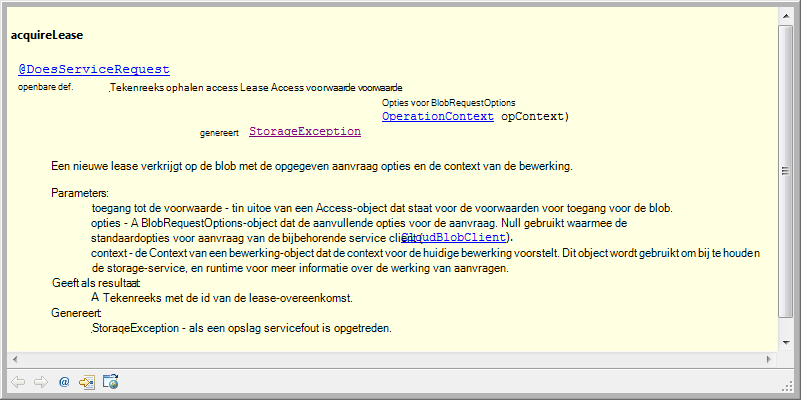 acquireLease
@DoesServiceRequest
openbare def. .Tekenreeks ophalen access Lease Access voorwaarde voorwaarde
Opties voor BlobRequestOptions
OperationContext opContext)
genereert StorageException
Een nieuwe lease verkrijgt op de blob met de opgegeven aanvraag opties en de context van de bewerking.
Parameters:
toegang tot de voorwaarde - tin uitoe van een Access-object dat staat voor de voorwaarden voor toegang voor de blob.
opties - A BlobRequestOptions-object dat de aanvullende opties voor de aanvraag. Null gebruikt waarmee de
standaardopties voor aanvraag van de bijbehorende service client (CloudBlobClient).
context - de Context van een bewerking-object dat de context voor de huidige bewerking voorstelt. Dit object wordt gebruikt om bij te houden
de storage-service, en runtime voor meer informatie over de werking van aanvragen.
Geeft als resultaat:
A Tekenreeks met de id van de lease-overeenkomst.
Genereert:
.StorageException - als een opslag servicefout is opgetreden.
@